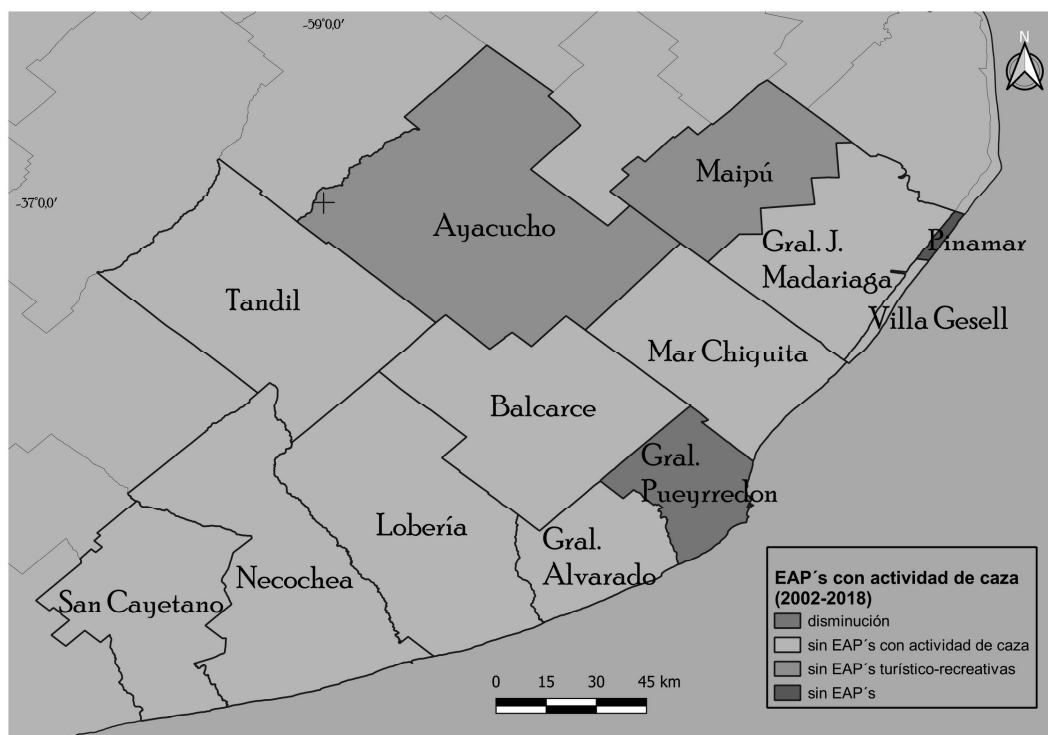 -59°0,0'
N
-37°0,0'
Maipú
Ayacucho
Gral. J.
Madariaga
Pinamar
Tandil
Villa Gesell
Mar Chiquita
Balcarce
Gral.
Pueyrredon
Lobería
Gral.
Alvarado
Necochea
San Cayetano
EAP´s con actividad de caza
(2002-2018)
disminución
sin EAP´s con actividad de caza
sin EAP´s turístico-recreativas
sin EAP´s
0 15 30 45 km